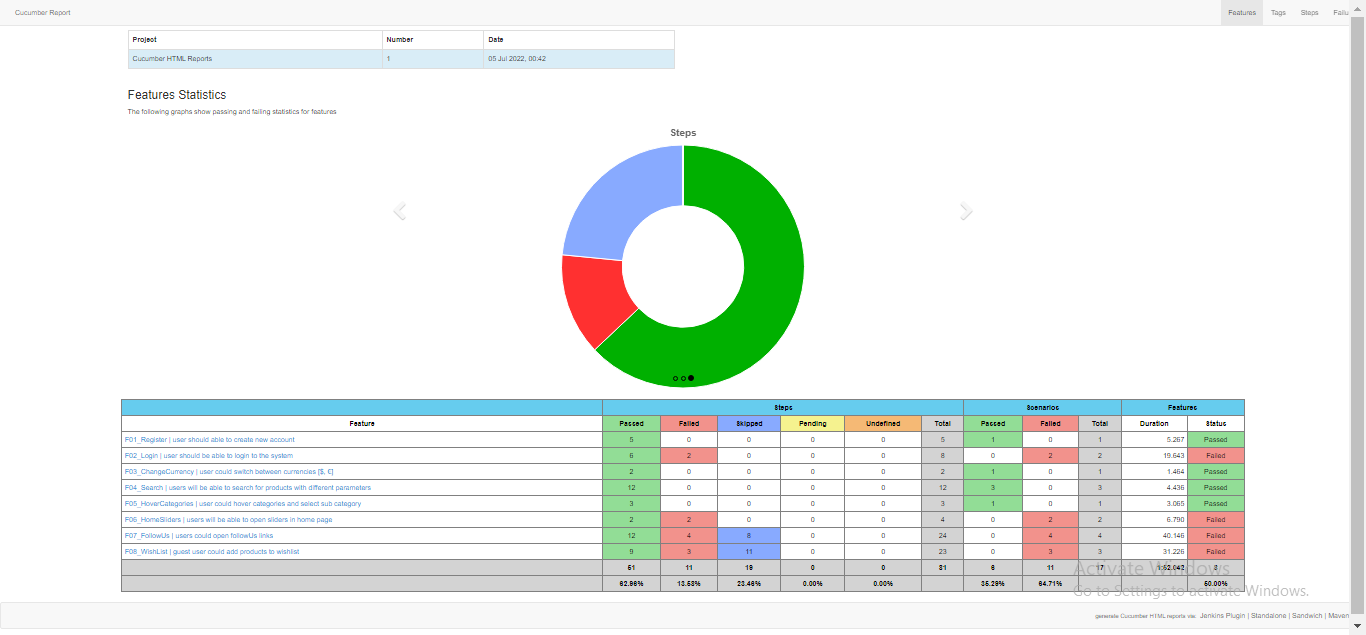 Cucumber Report Features Tags Steps Failu
Project Number Date
Cucumber HTML Reports 1 05 Jul 2022, 00:42
Features Statistics
The following graphs show passing and failing statistics for features
Steps
Steps Scenarios Features
Feature Passed Failed Skipped Pending Undefined Total Passed Failed Total Duration Status
F01_Register | user should able to create new account 5 0 0 0 0 5 1 0 1 5.267 Passed
F02_Login | user should be able to login to the system 6 2 0 0 0 8 0 2 2 19.643 Failed
F03_ChangeCurrency | user could switch between currencies [$, €] 2 0 0 0 0 2 1 0 1 1.464 Passed
F04_Search | users will be able to search for products with different parameters 12 0 0 0 0 12 3 0 3 4.436 Passed
F05_HoverCategories | user could hover categories and select sub category 3 0 0 0 0 3 1 0 1 3.065 Passed
F06_HomeSliders | users will be able to open sliders in home page 2 2 0 0 0 4 0 2 2 6.790 Failed
F07_FollowUs | users could open followUs links 12 4 8 0 0 24 0 4 4 40.146 Failed
F08_WishList | guest user could add products to wishlist 9 3 11 0 0 23 0 3 3 31.226 Failed
51 11 19 0 0 81 6 11 17 1:52.042 8
62.96% 13.58% 23.46% 0.00% 0.00% 35.29% 64.71% 50.00%
Activate Windows
Go to Settings to activate Windows.
generate Cucumber HTML reports via: Jenkins Plugin | Standalone | Sandwich | Maven